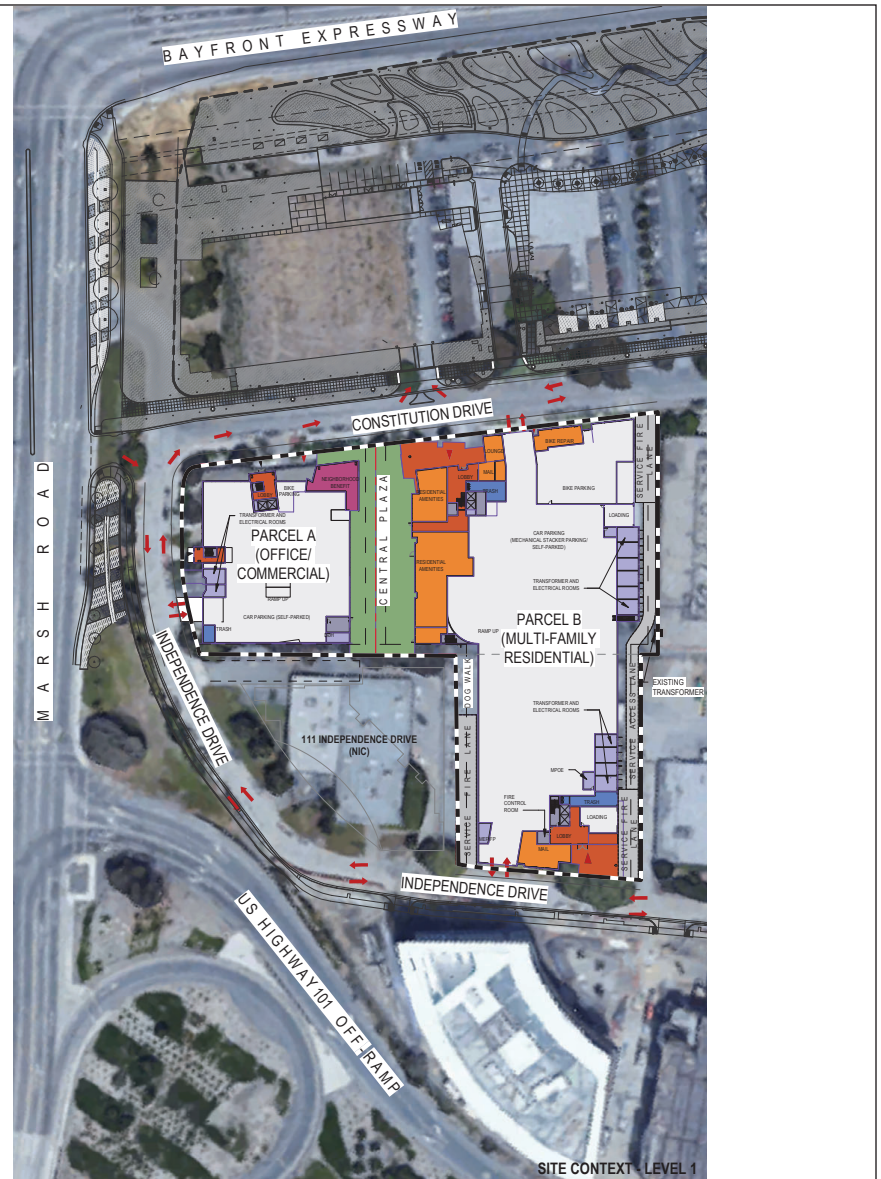 BAYFRONT EXPRESSWAY
MARSH ROAD
CONSTITUTION DRIVE
LOBBY
BIKE
PARKING
NEIGHBORHOOD
BENEFIT
TRANSFORMER AND
ELECTRICAL ROOMS
PARCEL A
(OFFICE/
COMMERCIAL)
RAMP UP
CAR PARKING (SELF-PARKED)
TRASH
CENTRAL PLAZA
RESIDENTIAL
AMENITIES
RESIDENTIAL
AMENITIES
LOBBY
LOUNGE
MAIL
TRASH
BIKE REPAIR
BIKE PARKING
LOADING
SERVICE FIRE
LANE
CAR PARKING
(MECHANICAL STACKER PARKING/
SELF-PARKED)
TRANSFORMER AND
ELECTRICAL ROOMS
RAMP UP
PARCEL B
(MULTI-FAMILY
RESIDENTIAL)
DOG WALK
EXISTING
TRANSFORMER
SERVICE ACCESS LANE
TRANSFORMER AND
ELECTRICAL ROOMS
INDEPENDENCE DRIVE
111 INDEPENDENCE DRIVE
(NIC)
SERVICE FIRE LANE
MPOE
FIRE
CONTROL
ROOM
TRASH
LOADING
LOBBY
MAIL
SERVICE FIRE
LANE
INDEPENDENCE DRIVE
US HIGHWAY 101 OFF-RAMP
SITE CONTEXT - LEVEL 1